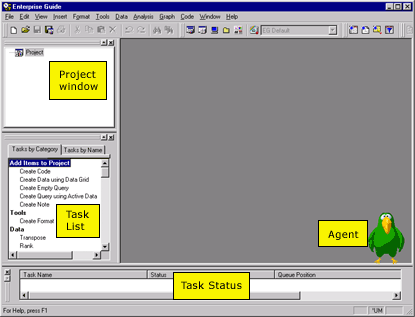 Enterprise Guide
File Edit View Insert Format Tools Data Analysis Graph Code Window Help
EG Default
Project
Project
window
Tasks by Category Tasks by Name
Add Items to Project
Create Code
Create Data using Data Grid
Create Empty Query
Create Query using Active Data
Create Note
Tools
Create Format
Data
Transpose
Rank
Task
List
Agent
Task Name Status Queue Position
Task Status
For Help, press F1
"UM